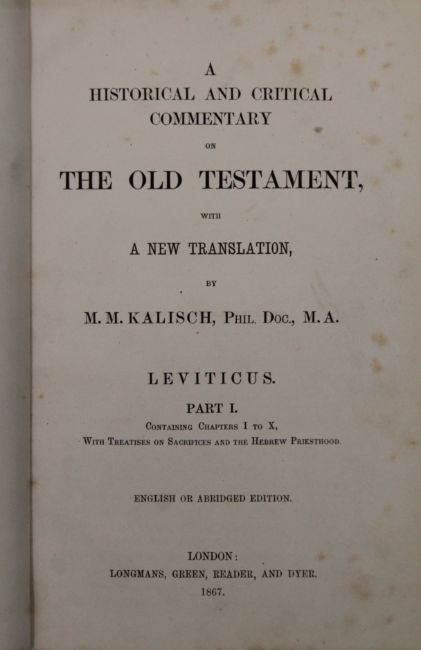 A
HISTORICAL AND CRITICAL
COMMENTARY
ON
THE OLD TESTAMENT,
WITH
A NEW TRANSLATION,
BY
M. M. KALISCH, PHIL. DOC., M. A.
LEVITICUS.
PART I.
CONTAINING CHAPTERS I TO X,
WITH TREATISES ON SACRIFICES AND THE HEBREW PRIESTHOOD.
ENGLISH OR ABRIDGED EDITION.
LONDON:
LONGMANS, GREEN, READER, AND DYER.
1867.